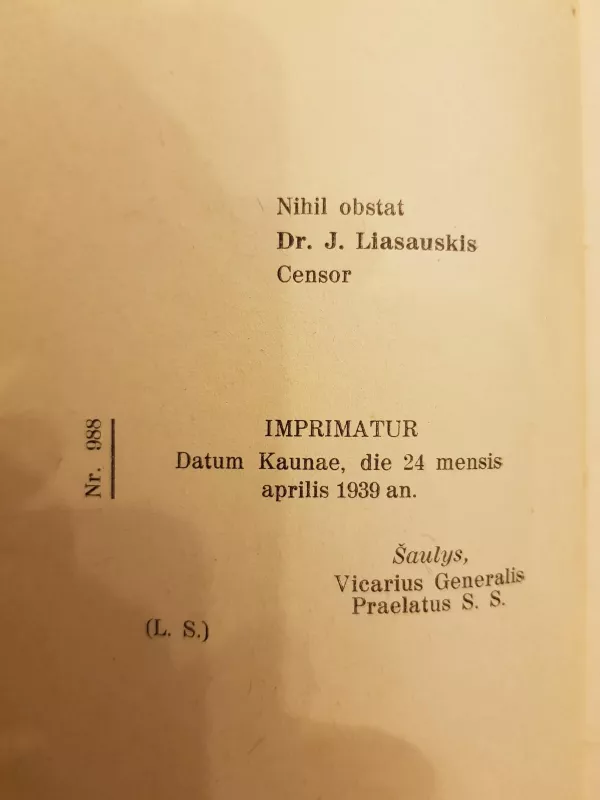 Nihil obstat
Dr. J. Liasauskis
Censor
Nr. 988
IMPRIMATUR
Datum Kaunae, die 24 mensis
aprilis 1939 an.
Šaulys,
Vicarius Generalis
Praelatus S. S.
(L. S.)